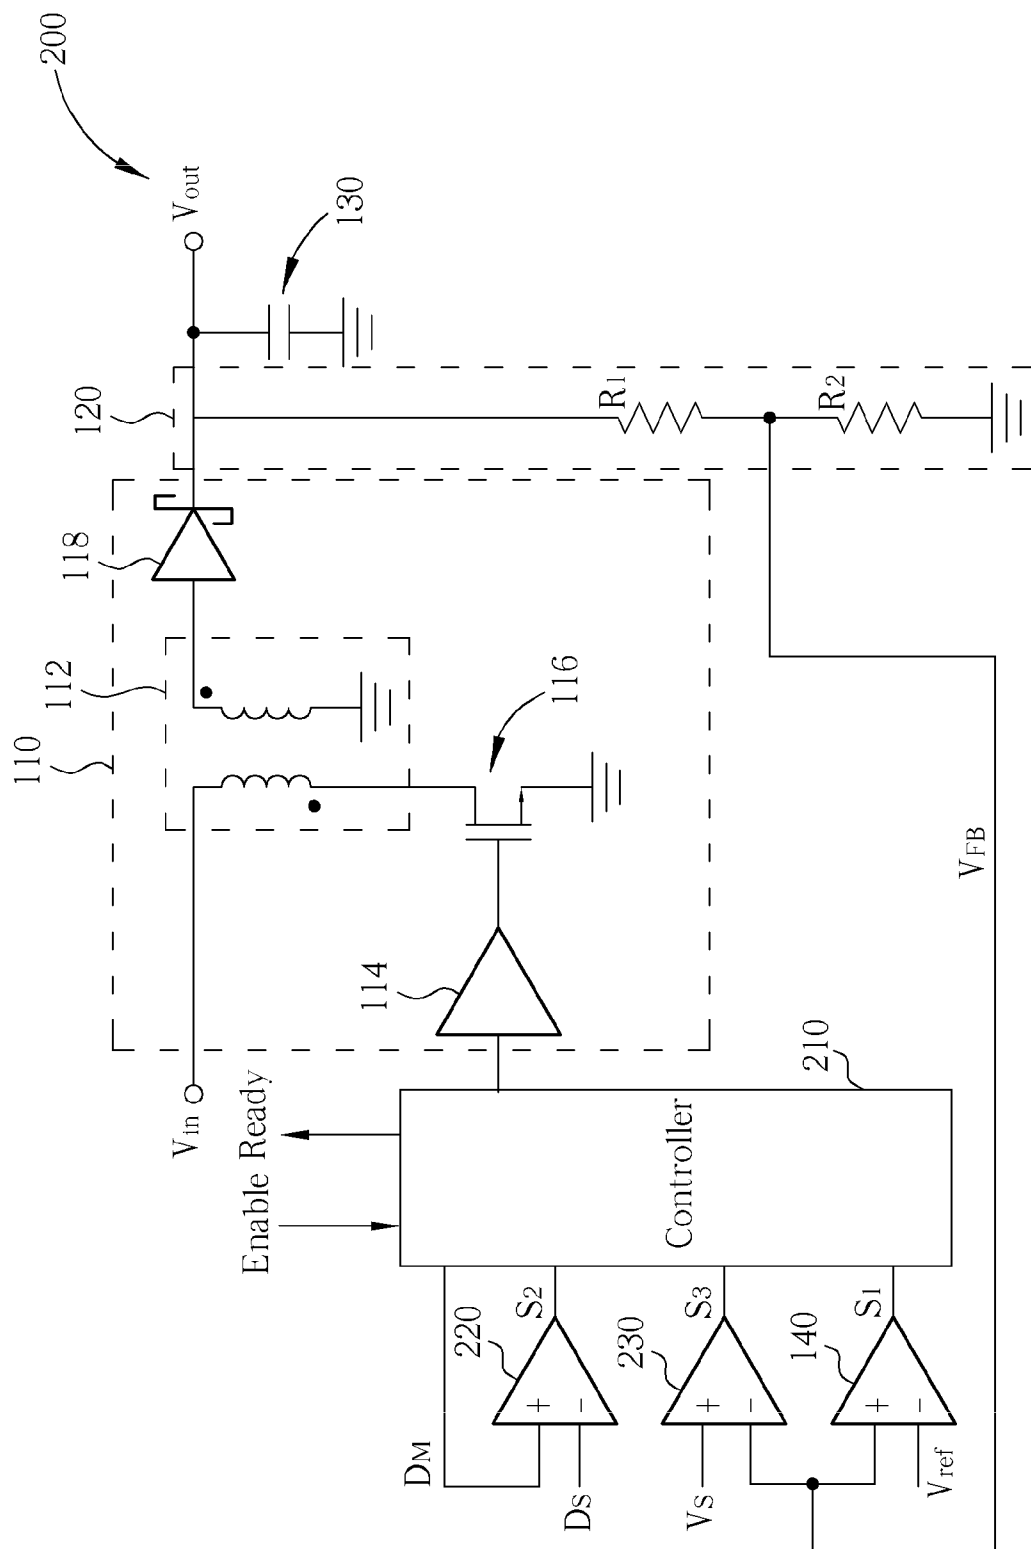 200
Vout
130
120
R1
R2
118
112
110
116
114
VFB
Vin
Enable Ready
210
Controller
220
S2
230
S3
140
S1
+
-
+
-
+
-
DM
DS
VS
Vref